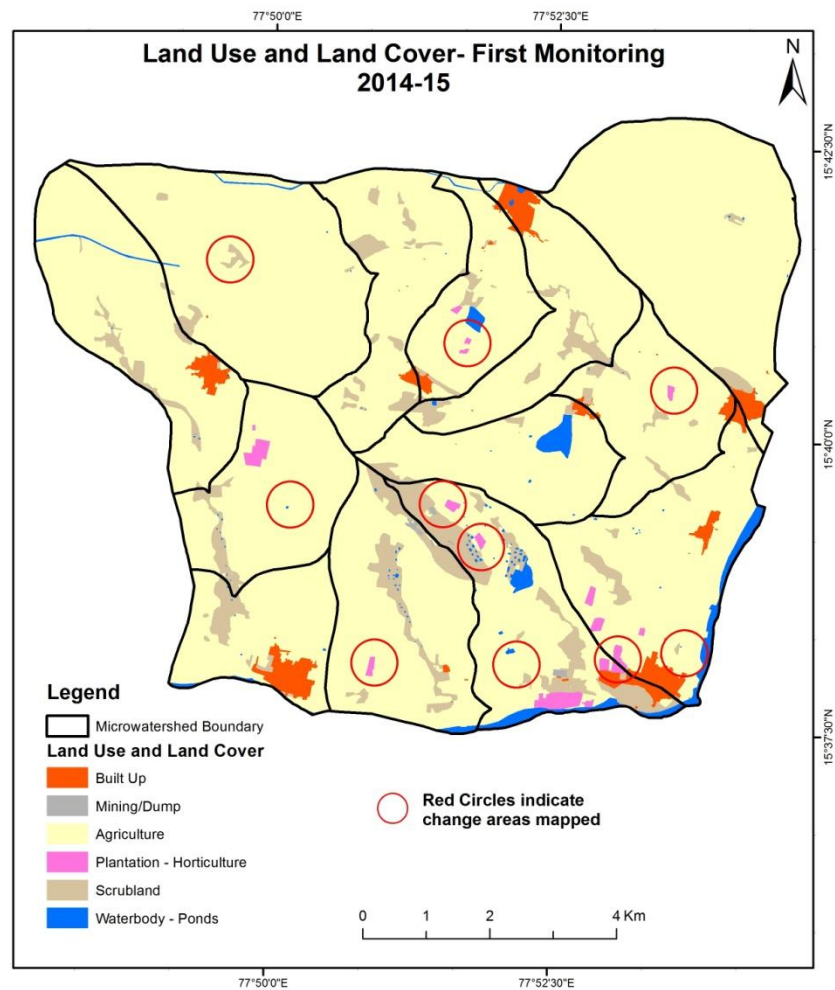 77°50'0"E
77°52'30"E
Land Use and Land Cover- First Monitoring
2014-15
N
15°42'30"N
15°40'0"N
15°37'30"N
Legend
Microwatershed Boundary
Land Use and Land Cover
Built Up
Mining/Dump
Agriculture
Plantation - Horticulture
Scrubland
Waterbody - Ponds
Red Circles indicate
change areas mapped
0 1 2 4 Km
77°50'0"E
77°52'30"E